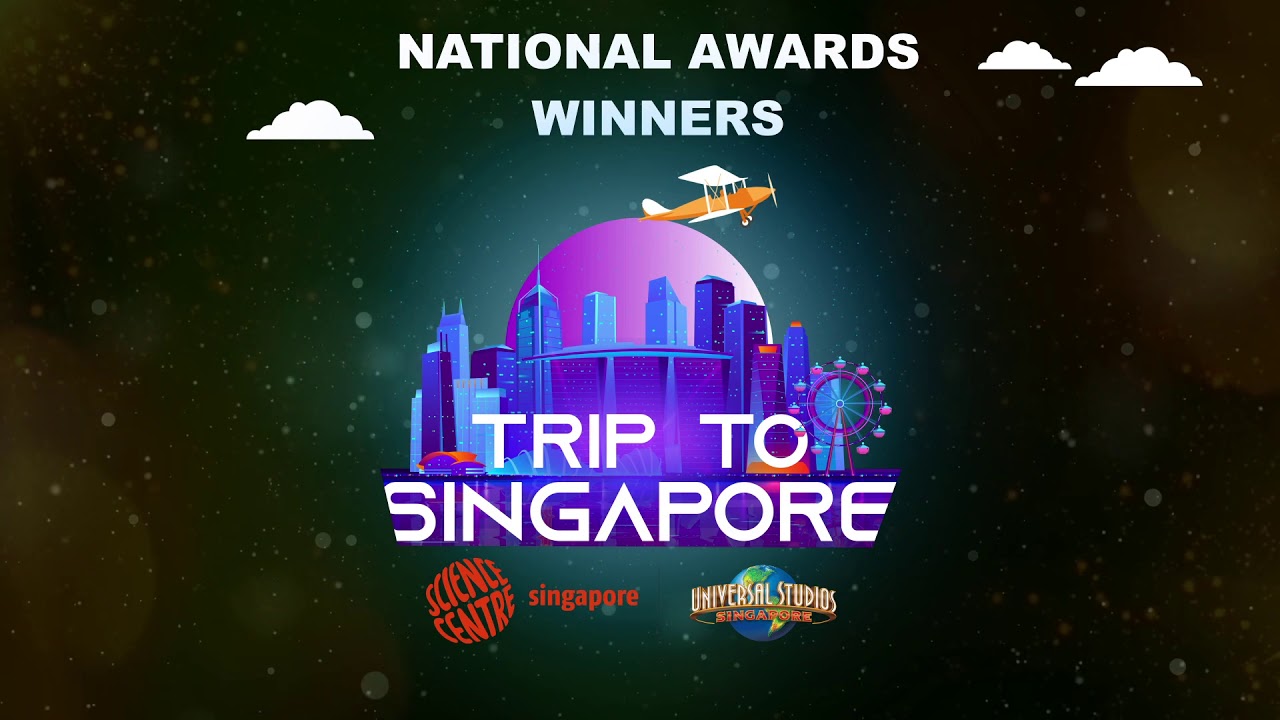 NATIONAL AWARDS
WINNERS
TRIP TO
SINGAPORE
SCIENCE
CENTRE
singapore
UNIVERSAL STUDIOS
SINGAPORE